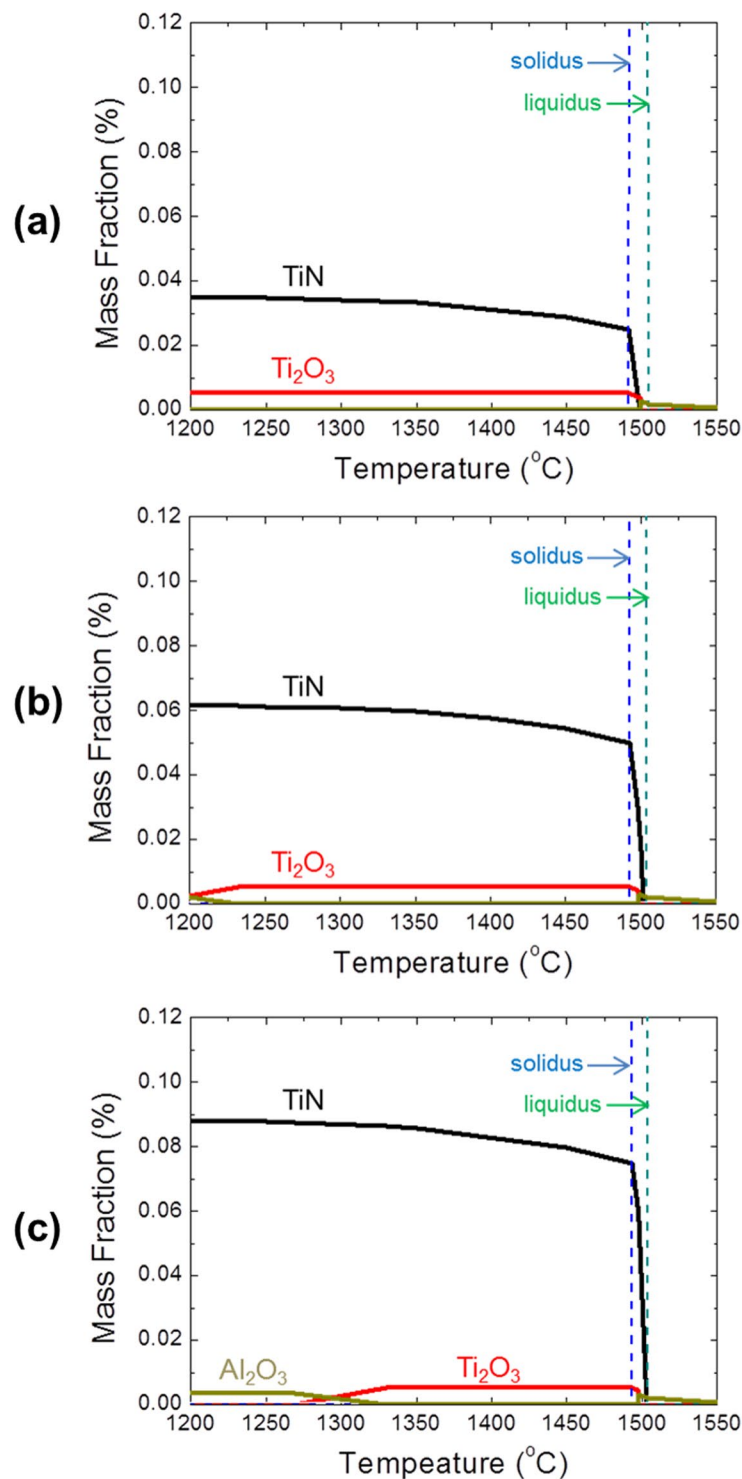 (a)
Mass Fraction (%)
0.12
0.10
0.08
0.06
0.04
0.02
0.00
solidus
liquidus
TiN
Ti₂O₃
1200 1250 1300 1350 1400 1450 1500 1550
Temperature (°C)
(b)
Mass Fraction (%)
0.12
0.10
0.08
0.06
0.04
0.02
0.00
solidus
liquidus
TiN
Ti₂O₃
1200 1250 1300 1350 1400 1450 1500 1550
Temperature (°C)
(c)
Mass Fraction (%)
0.12
0.10
0.08
0.06
0.04
0.02
0.00
solidus
liquidus
TiN
Al₂O₃
Ti₂O₃
1200 1250 1300 1350 1400 1450 1500 1550
Tempeature (°C)